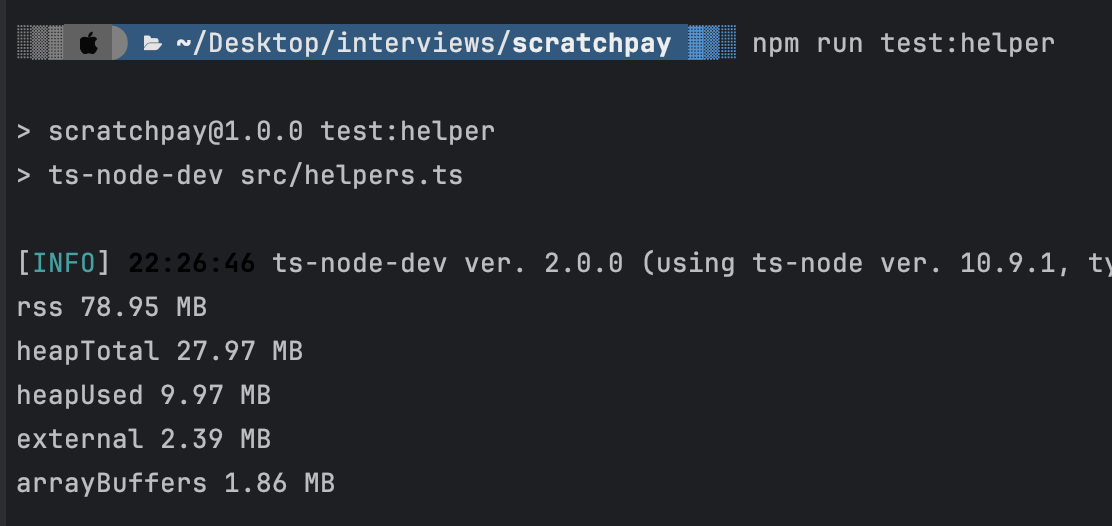 ~/Desktop/interviews/scratchpay npm run test:helper
> scratchpay@1.0.0 test:helper
> ts-node-dev src/helpers.ts
[INFO] 22:26:46 ts-node-dev ver. 2.0.0 (using ts-node ver. 10.9.1, ty
rss 78.95 MB
heapTotal 27.97 MB
heapUsed 9.97 MB
external 2.39 MB
arrayBuffers 1.86 MB